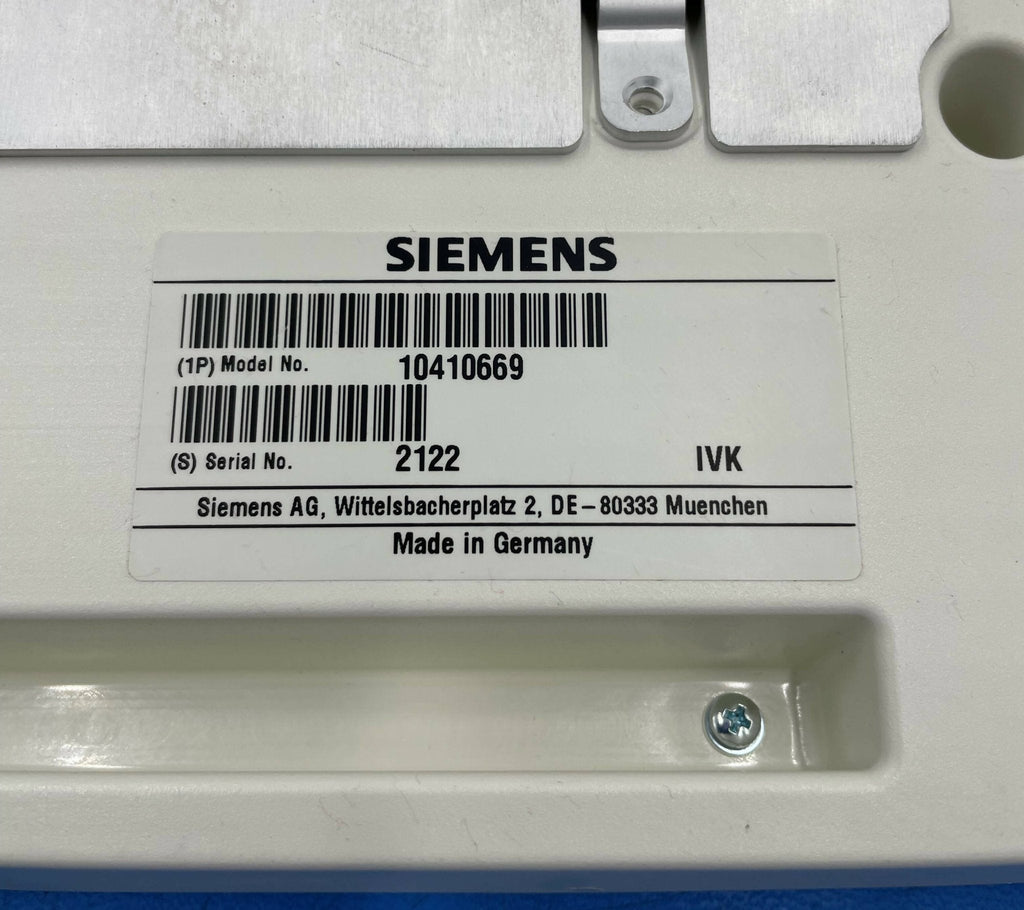 SIEMENS
(1P) Model No. 10410669
(S) Serial No. 2122 IVK
Siemens AG, Wittelsbacherplatz 2, DE-80333 Muenchen
Made in Germany